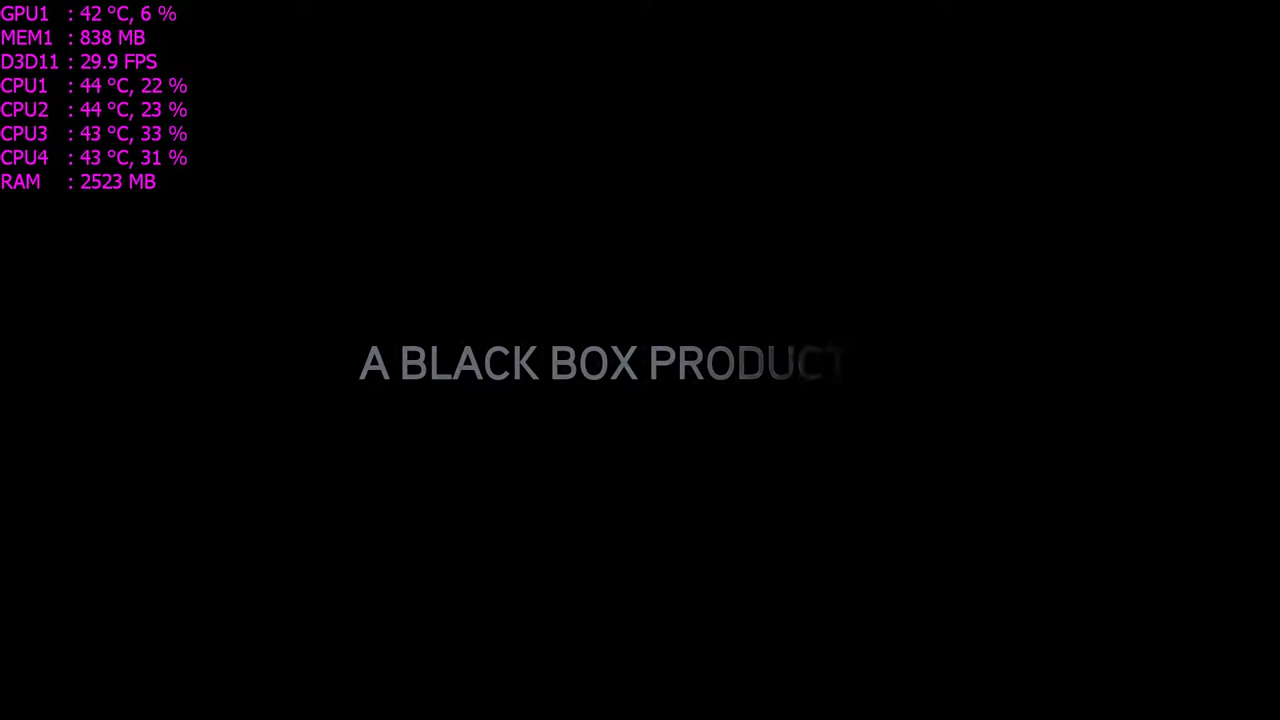 GPU1 : 42 °C, 6 %
MEM1 : 838 MB
D3D11 : 29.9 FPS
CPU1 : 44 °C, 22 %
CPU2 : 44 °C, 23 %
CPU3 : 43 °C, 33 %
CPU4 : 43 °C, 31 %
RAM : 2523 MB
A BLACK BOX PRODUCT